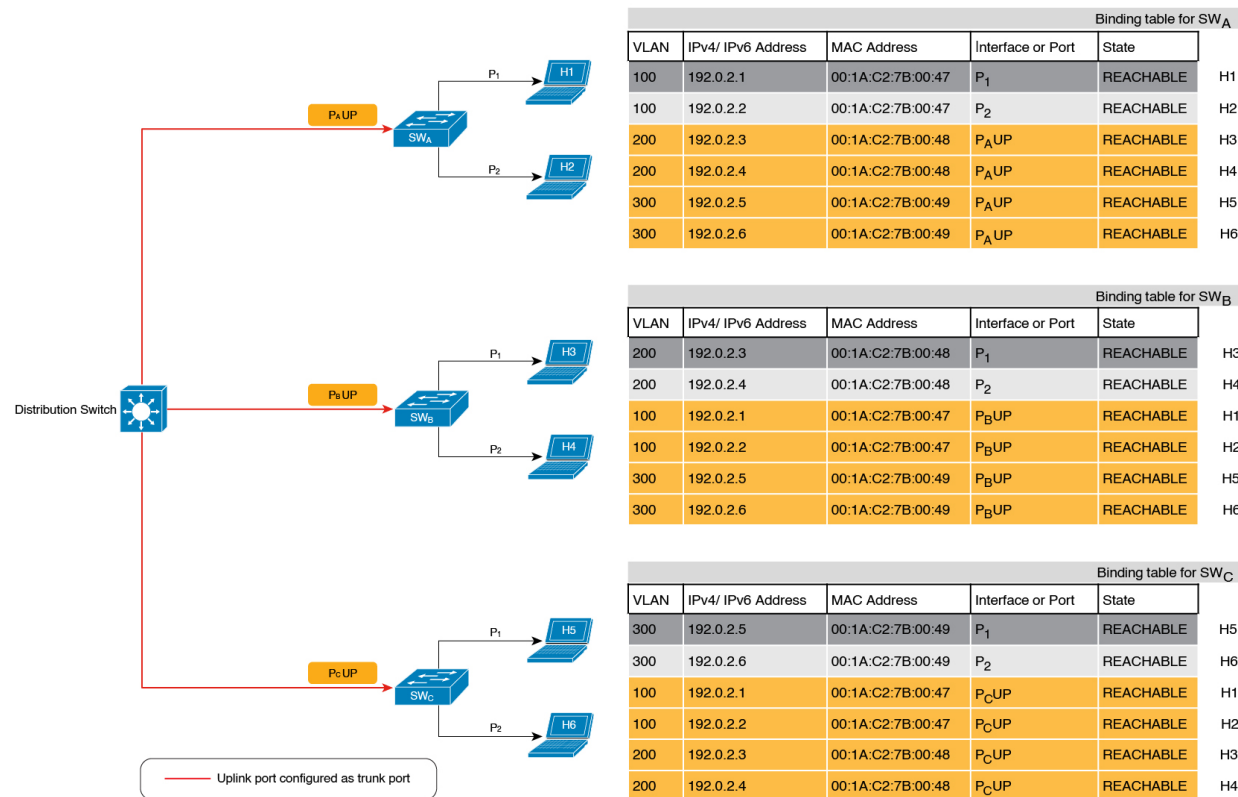 Binding table for SWA
VLAN IPv4/ IPv6 Address MAC Address Interface or Port State
100 192.0.2.1 00:1A:C2:7B:00:47 P1 REACHABLE H1
100 192.0.2.2 00:1A:C2:7B:00:47 P2 REACHABLE H2
200 192.0.2.3 00:1A:C2:7B:00:48 PAUP REACHABLE H3
200 192.0.2.4 00:1A:C2:7B:00:48 PAUP REACHABLE H4
300 192.0.2.5 00:1A:C2:7B:00:49 PAUP REACHABLE H5
300 192.0.2.6 00:1A:C2:7B:00:49 PAUP REACHABLE H6
P1
H1
PAUP
SWA
P2
H2
Binding table for SWB
VLAN IPv4/ IPv6 Address MAC Address Interface or Port State
200 192.0.2.3 00:1A:C2:7B:00:48 P1 REACHABLE H3
200 192.0.2.4 00:1A:C2:7B:00:48 P2 REACHABLE H4
100 192.0.2.1 00:1A:C2:7B:00:47 PBUP REACHABLE H1
100 192.0.2.2 00:1A:C2:7B:00:47 PBUP REACHABLE H2
300 192.0.2.5 00:1A:C2:7B:00:49 PBUP REACHABLE H5
300 192.0.2.6 00:1A:C2:7B:00:49 PBUP REACHABLE H6
P1
H3
Distribution Switch
PBUP
SWB
P2
H4
Binding table for SWC
VLAN IPv4/ IPv6 Address MAC Address Interface or Port State
300 192.0.2.5 00:1A:C2:7B:00:49 P1 REACHABLE H5
300 192.0.2.6 00:1A:C2:7B:00:49 P2 REACHABLE H6
100 192.0.2.1 00:1A:C2:7B:00:47 PCUP REACHABLE H1
100 192.0.2.2 00:1A:C2:7B:00:47 PCUP REACHABLE H2
200 192.0.2.3 00:1A:C2:7B:00:48 PCUP REACHABLE H3
200 192.0.2.4 00:1A:C2:7B:00:48 PCUP REACHABLE H4
P1
H5
PCUP
SWC
P2
H6
Uplink port configured as trunk port